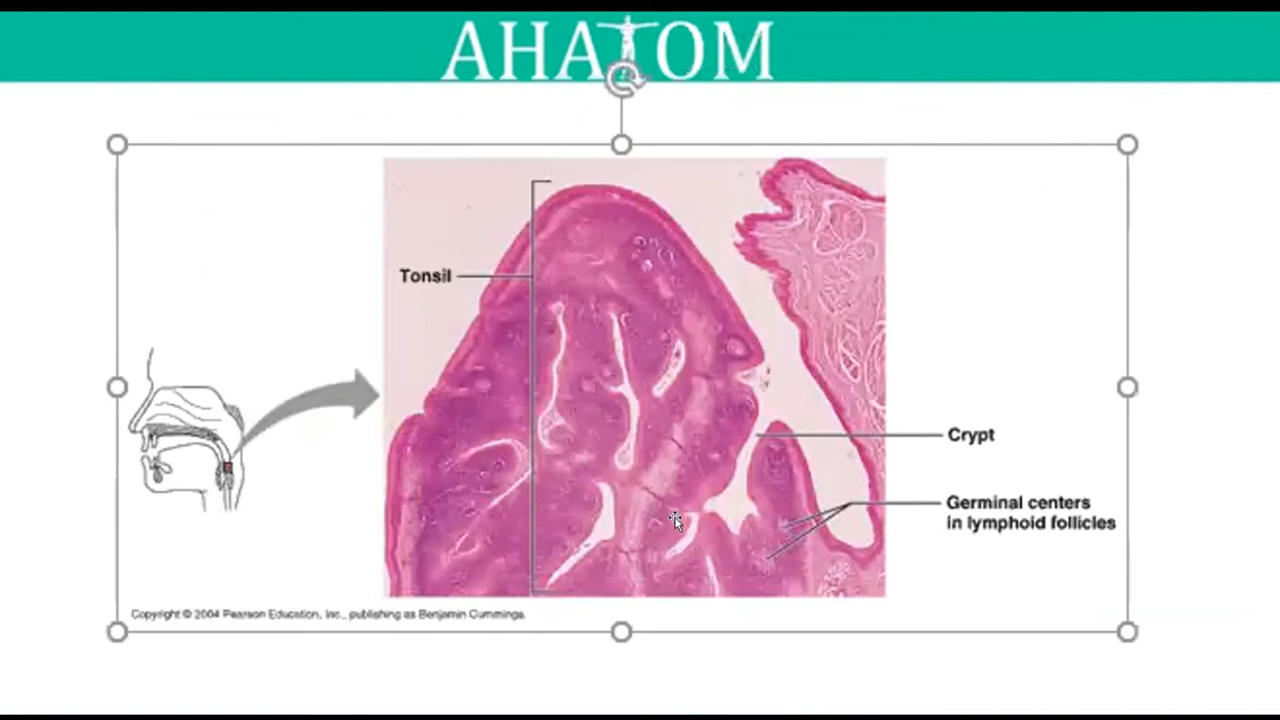 AHATOM
Tonsil
Crypt
Germinal centers
in lymphoid follicles
Copyright © 2004 Pearson Education, Inc., publishing as Benjamin Cummings.